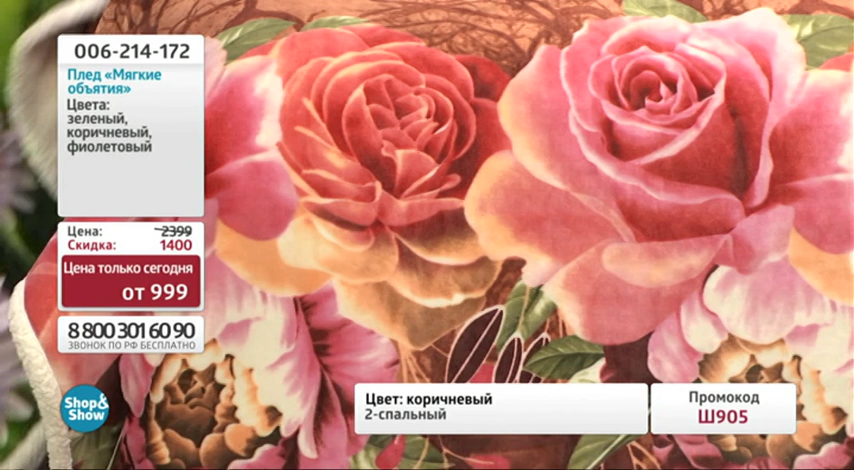 006-214-172
Плед «Мягкие
объятия»
Цвета:
зеленый,
коричневый,
фиолетовый
Цена: 2399
Скидка: 1400
Цена только сегодня
от 999
8 800 301 60 90
ЗВОНОК ПО РФ БЕСПЛАТНО
Shop&
Show
Цвет: коричневый
2-спальный
Промокод
Ш905